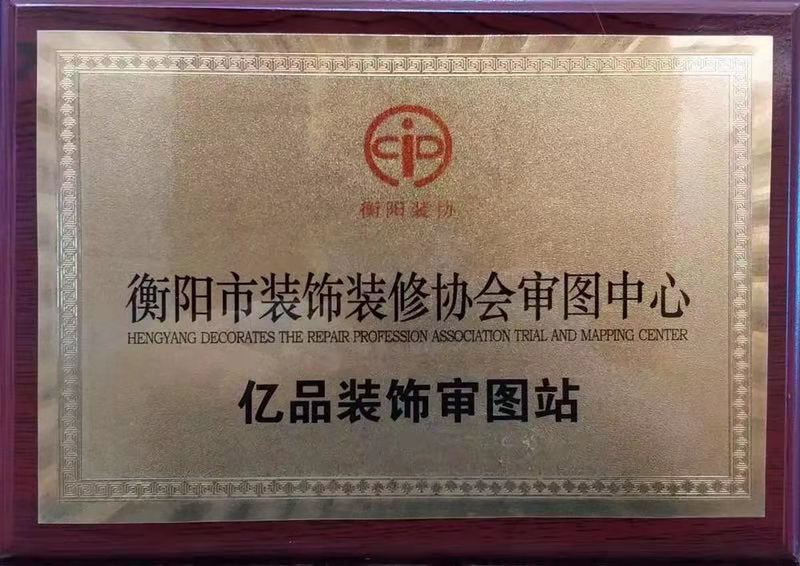 衡阳装协
衡阳市装饰装修协会审图中心
HENGYANG DECORATES THE REPAIR PROFESSION ASSOCIATION TRIAL AND MAPPING CENTER
亿品装饰审图站